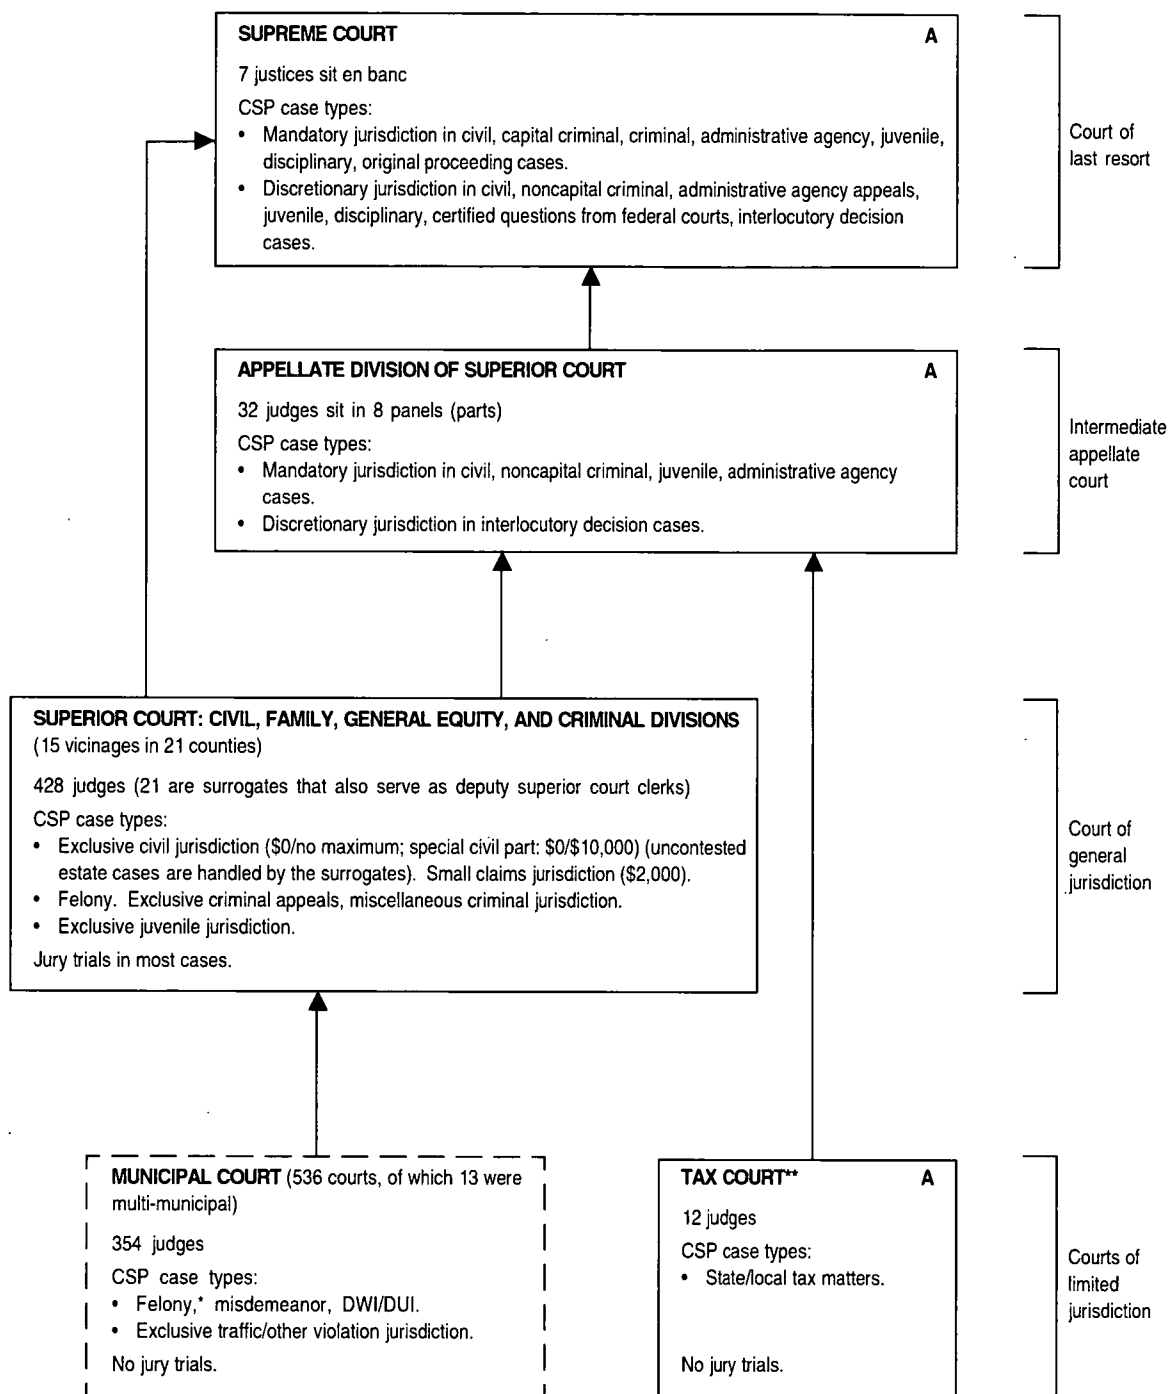 SUPREME COURT A
7 justices sit en banc
CSP case types:
• Mandatory jurisdiction in civil, capital criminal, criminal, administrative agency, juvenile,
disciplinary, original proceeding cases.
• Discretionary jurisdiction in civil, noncapital criminal, administrative agency appeals,
juvenile, disciplinary, certified questions from federal courts, interlocutory decision
cases.
Court of
last resort
APPELLATE DIVISION OF SUPERIOR COURT A
32 judges sit in 8 panels (parts)
CSP case types:
• Mandatory jurisdiction in civil, noncapital criminal, juvenile, administrative agency
cases.
• Discretionary jurisdiction in interlocutory decision cases.
Intermediate
appellate
court
SUPERIOR COURT: CIVIL, FAMILY, GENERAL EQUITY, AND CRIMINAL DIVISIONS
(15 vicinages in 21 counties)
428 judges (21 are surrogates that also serve as deputy superior court clerks)
CSP case types:
• Exclusive civil jurisdiction ($0/no maximum; special civil part: $0/$10,000) (uncontested
estate cases are handled by the surrogates). Small claims jurisdiction ($2,000).
• Felony. Exclusive criminal appeals, miscellaneous criminal jurisdiction.
• Exclusive juvenile jurisdiction.
Jury trials in most cases.
Court of
general
jurisdiction
MUNICIPAL COURT (536 courts, of which 13 were
multi-municipal)
354 judges
CSP case types:
• Felony,* misdemeanor, DWI/DUI.
• Exclusive traffic/other violation jurisdiction.
No jury trials.
TAX COURT** A
12 judges
CSP case types:
• State/local tax matters.
No jury trials.
Courts of
limited
jurisdiction